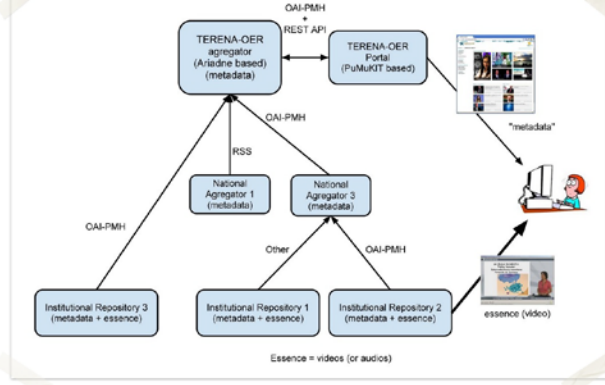 OAI-PMH
+
REST API
TERENA-OER
agregator
(Ariadne based)
(metadata)
TERENA-OER
Portal
(PuMuKIT based)
"metadata"
OAI-PMH
RSS
National
Agregator 1
(metadata)
National
Agregator 3
(metadata)
OAI-PMH
Other
OAI-PMH
Institutional Repository 3
(metadata + essence)
Institutional Repository 1
(metadata + essence)
Institutional Repository 2
(metadata + essence)
essence (video)
Essence = videos (or audios)